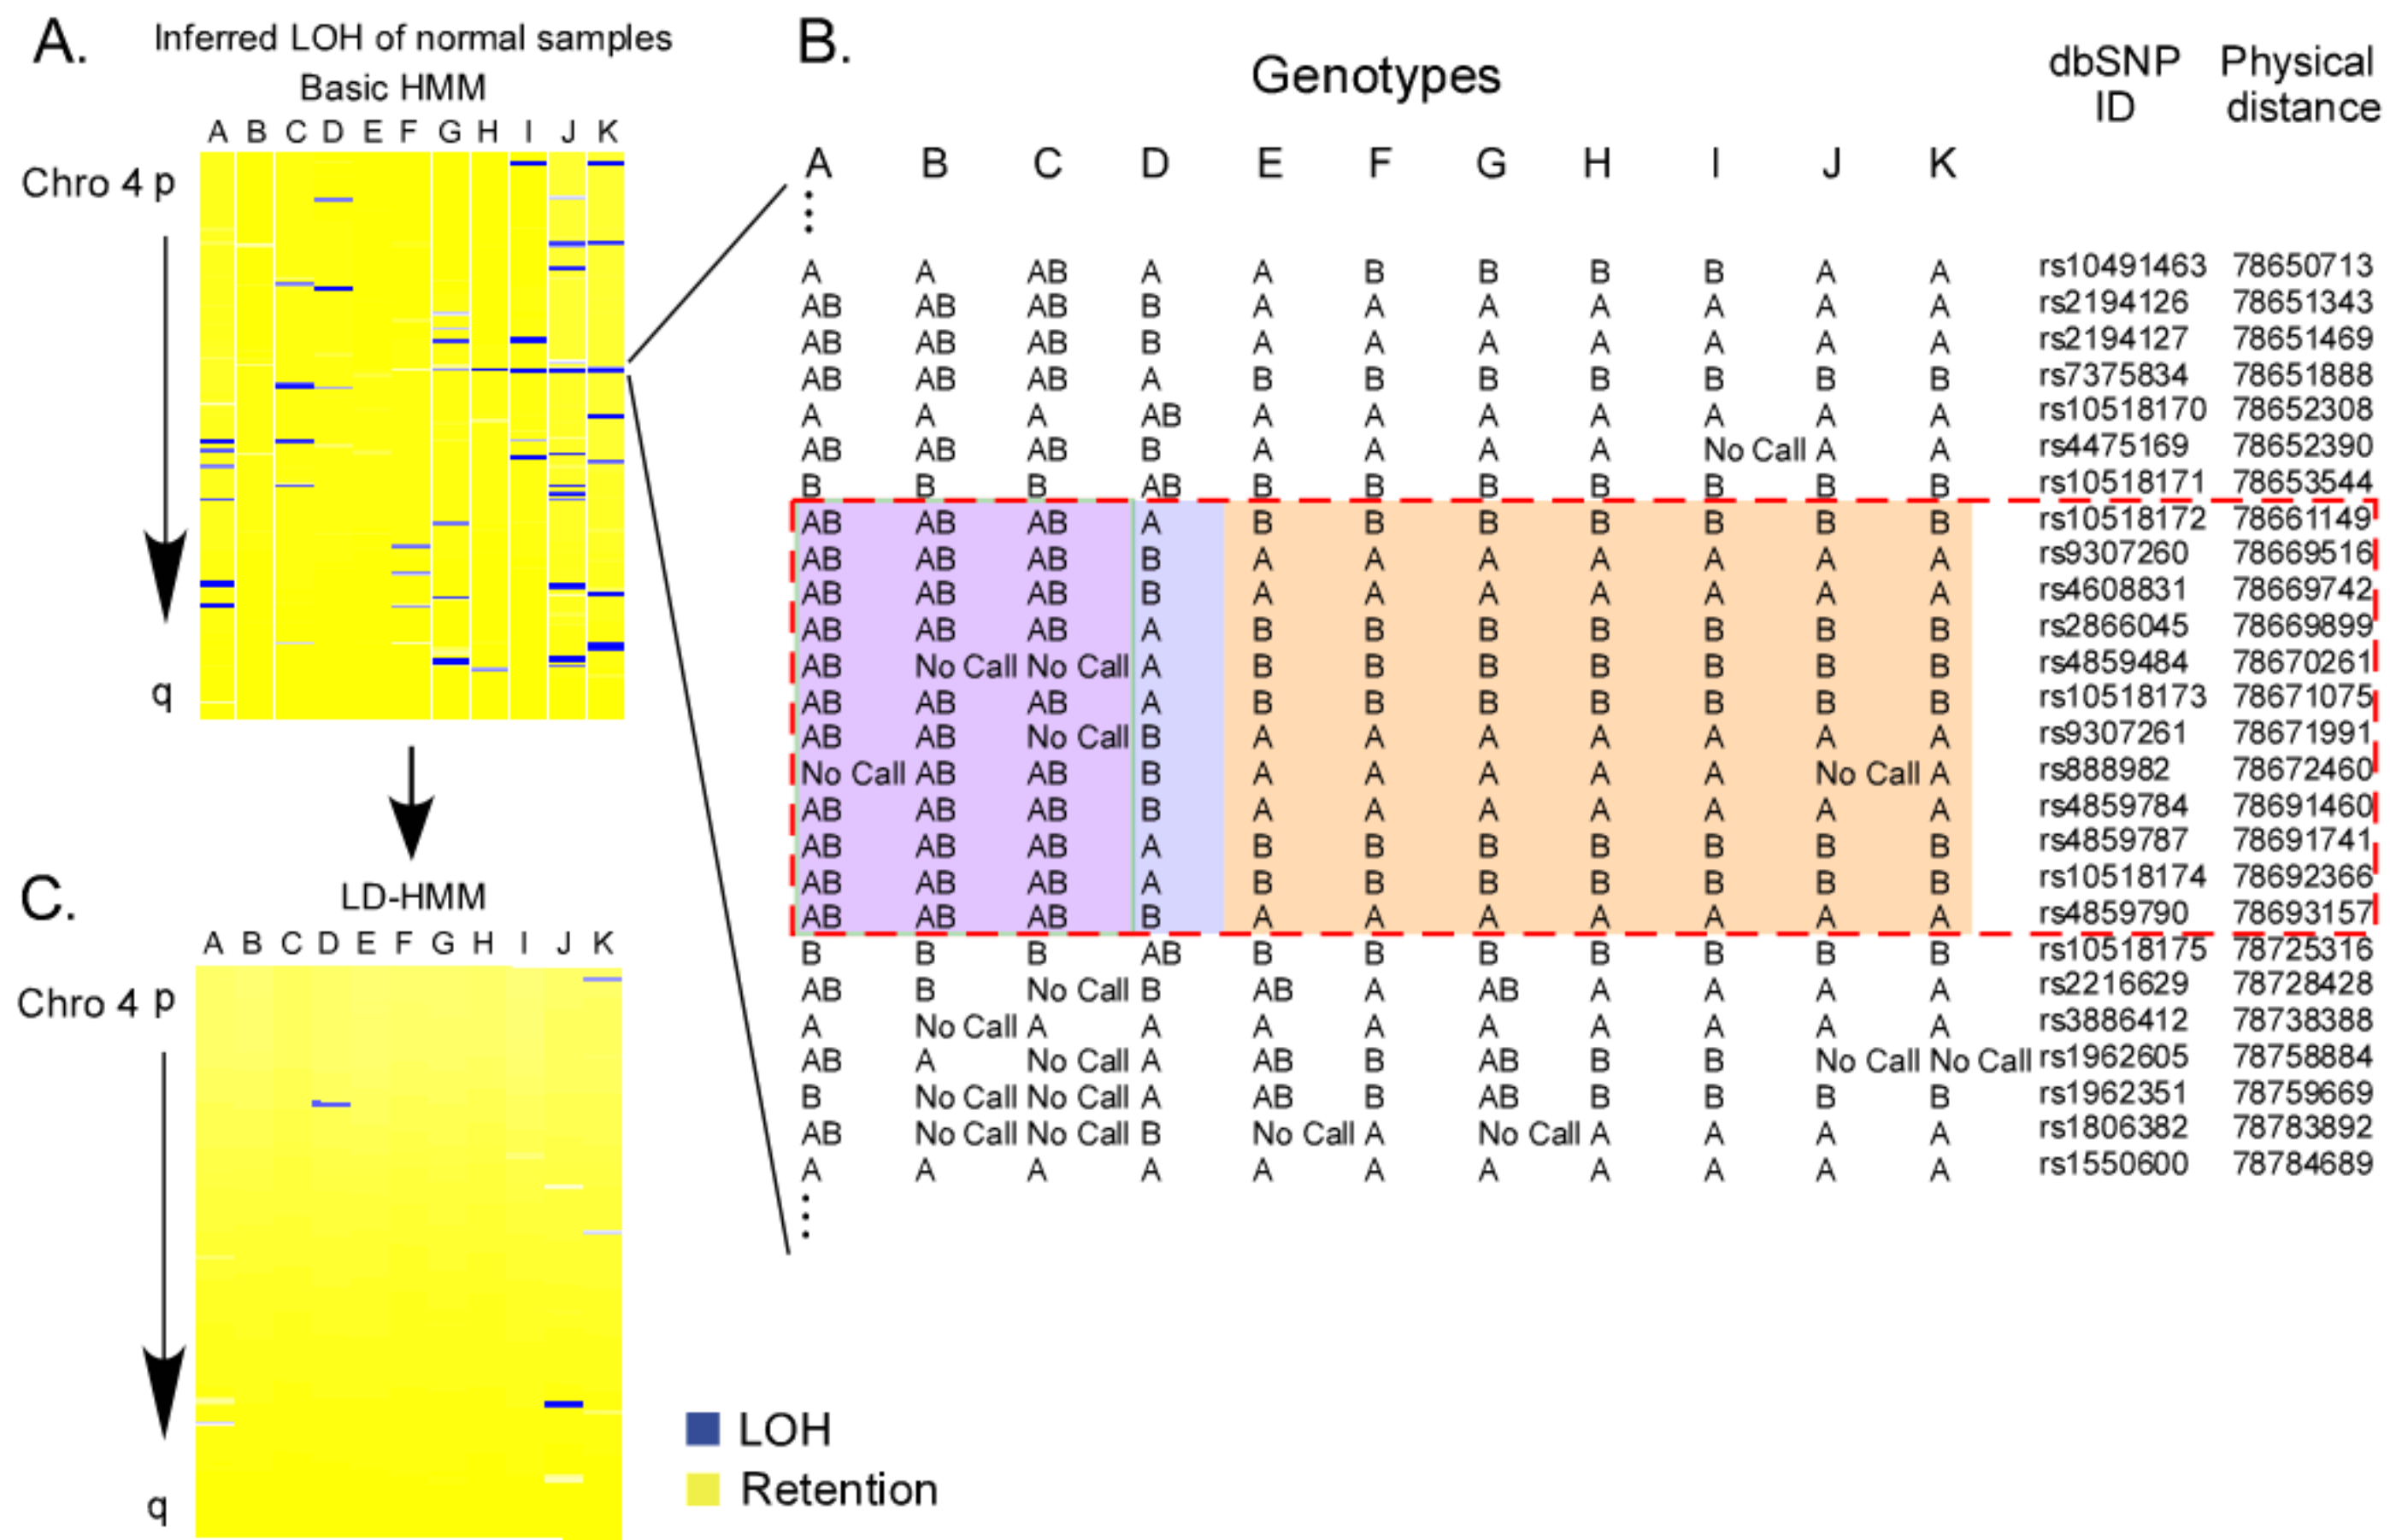 A.
Inferred LOH of normal samples
Basic HMM
A B C D E F G H I J K
Chro 4 p
q
B.
Genotypes
dbSNP ID
Physical distance
A B C D E F G H I J K
A A AB A A B B B B A A rs10491463 78650713
AB AB AB B A A A A A A A rs2194126 78651343
AB AB AB B A A A A A A A rs2194127 78651469
AB AB AB A B B B B B B B rs7375834 78651888
A A A AB A A A A A A A rs10518170 78652308
AB AB AB B A A A A No Call A A rs4475169 78652390
B B B AB B B B B B B B rs10518171 78653544
AB AB AB A B B B B B B B rs10518172 78661149
AB AB AB B A A A A A A A rs9307260 78669516
AB AB AB B A A A A A A A rs4608831 78669742
AB AB AB A B B B B B B B rs2866045 78669899
AB No Call No Call A B B B B B B B rs4859484 78670261
AB AB AB A B B B B B B B rs10518173 78671075
AB AB No Call B A A A A A A A rs9307261 78671991
No Call AB AB B A A A A A No Call A rs888982 78672460
AB AB AB B A A A A A A A rs4859784 78691460
AB AB AB A B B B B B B B rs4859787 78691741
AB AB AB A B B B B B B B rs10518174 78692366
AB AB AB B A A A A A A A rs4859790 78693157
B B B AB B B B B B B B rs10518175 78725316
AB B No Call B AB A AB A A A A rs2216629 78728428
A No Call A A A A A A A A A rs3886412 78738388
AB A No Call A AB B AB B B No Call No Call rs1962605 78758884
B No Call No Call A AB B AB B B B B rs1962351 78759669
AB No Call No Call B No Call A No Call A A A A rs1806382 78783892
A A A A A A A A A A A rs1550600 78784689
C.
LD-HMM
A B C D E F G H I J K
Chro 4 p
q
LOH
Retention